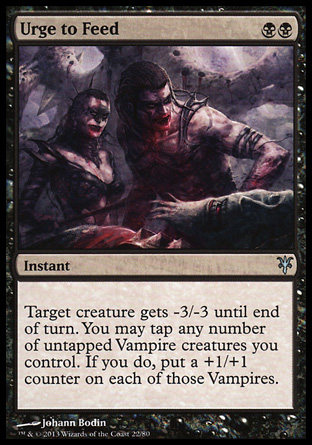 Urge to Feed
Instant
Target creature gets -3/-3 until end
of turn. You may tap any number
of untapped Vampire creatures you
control. If you do, put a +1/+1
counter on each of those Vampires.
Johann Bodin
™ & © 2013 Wizards of the Coast 22/80